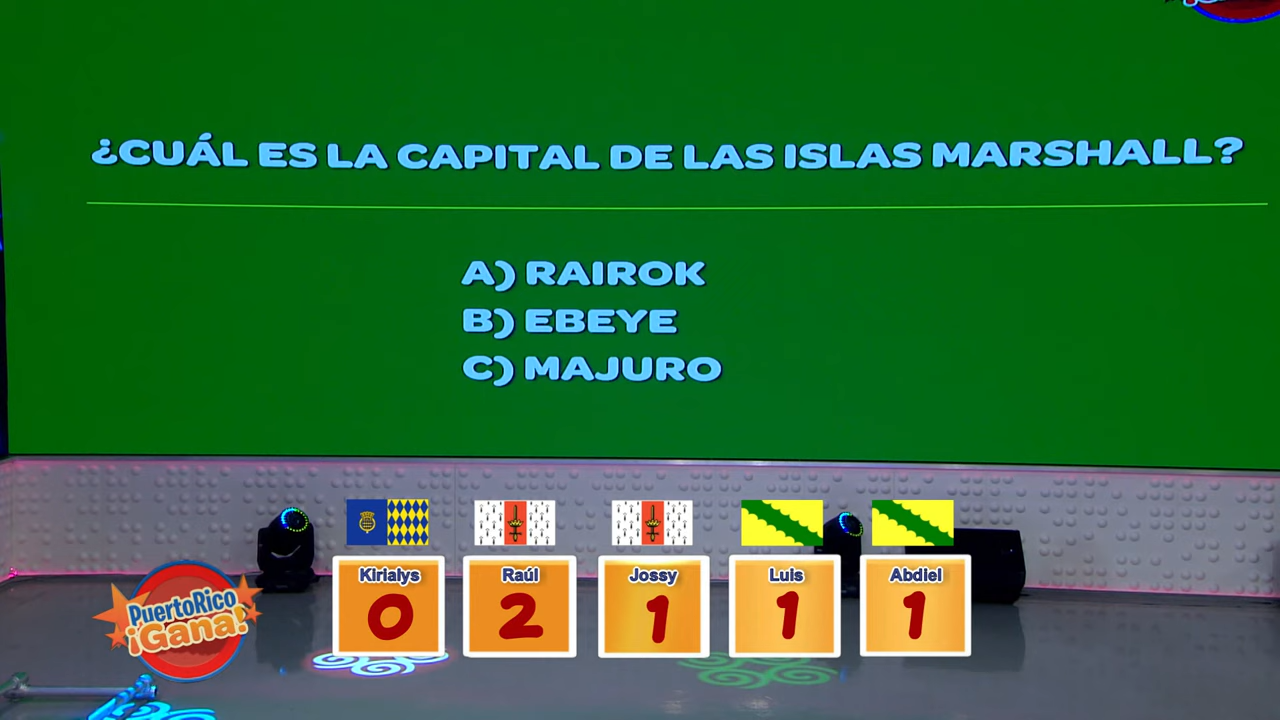 ¿CUÁL ES LA CAPITAL DE LAS ISLAS MARSHALL?
A) RAIROK
B) EBEYE
C) MAJURO
Kirialys
0
Raúl
2
Jossy
1
Luis
1
Abdiel
1
PuertoRico
¡Gana!